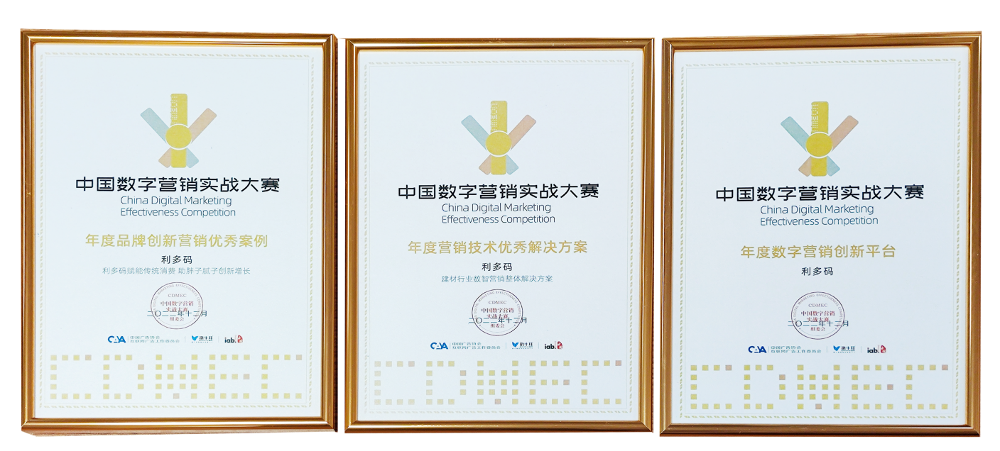 中国数字营销实战大赛
China Digital Marketing
Effectiveness Competition
年度品牌创新营销优秀案例
利多码
利多码赋能传统消费 助胖子腻子创新增长
CDMEC
中国数字营销
实战大赛
组委会
二〇二二年十二月
中国广告协会
互联网广告工作委员会
iab.
CDMEC
中国数字营销实战大赛
China Digital Marketing
Effectiveness Competition
年度营销技术优秀解决方案
利多码
建材行业数智营销整体解决方案
CDMEC
中国数字营销
实战大赛
组委会
二〇二二年十二月
中国广告协会
互联网广告工作委员会
iab.
CDMEC
中国数字营销实战大赛
China Digital Marketing
Effectiveness Competition
年度数字营销创新平台
利多码
CDMEC
中国数字营销
实战大赛
组委会
二〇二二年十二月
中国广告协会
互联网广告工作委员会
iab.
CDMEC